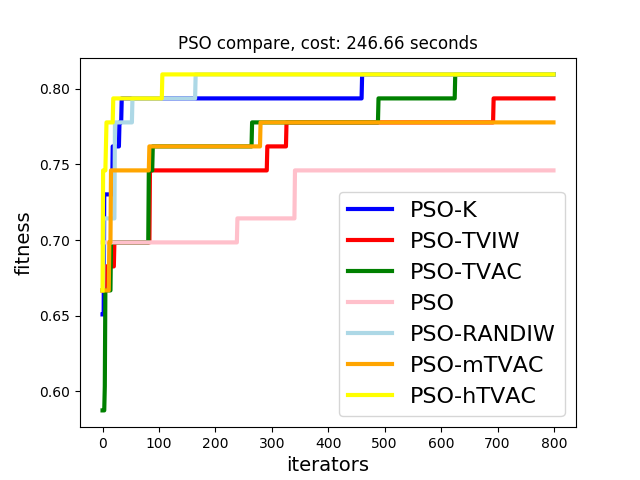 PSO compare, cost: 246.66 seconds
fitness
0.80
0.75
0.70
0.65
0.60
PSO-K
PSO-TVIW
PSO-TVAC
PSO
PSO-RANDIW
PSO-mTVAC
PSO-hTVAC
0 100 200 300 400 500 600 700 800
iterators